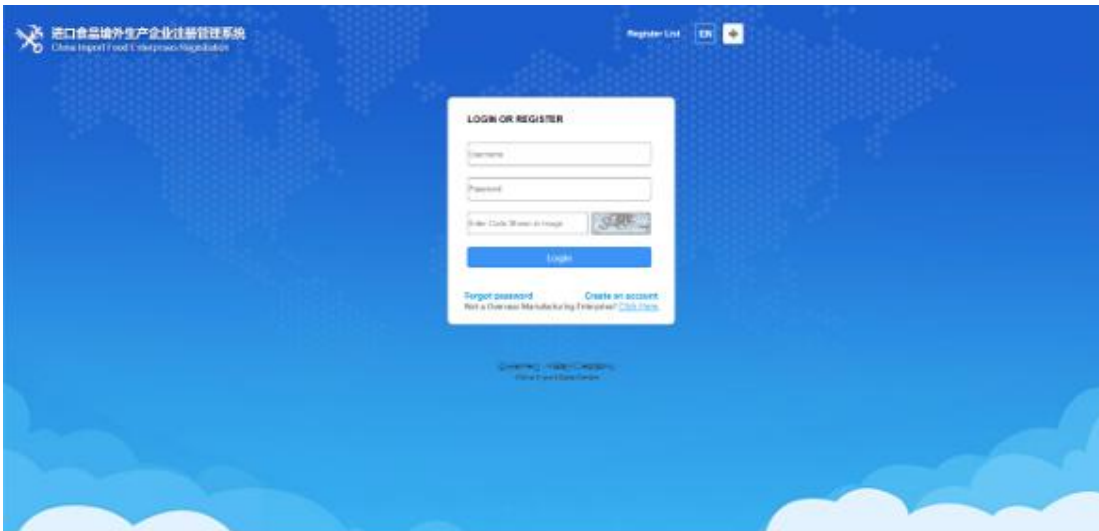 进口食品境外生产企业注册管理系统
China Import Food Enterprises Registration
Register List
EN
LOGIN OR REGISTER
Username
Password
Enter Code Shown in Image
Login
Forgot password
Create an account
Not a Overseas Manufacturing Enterprise? Click Here.